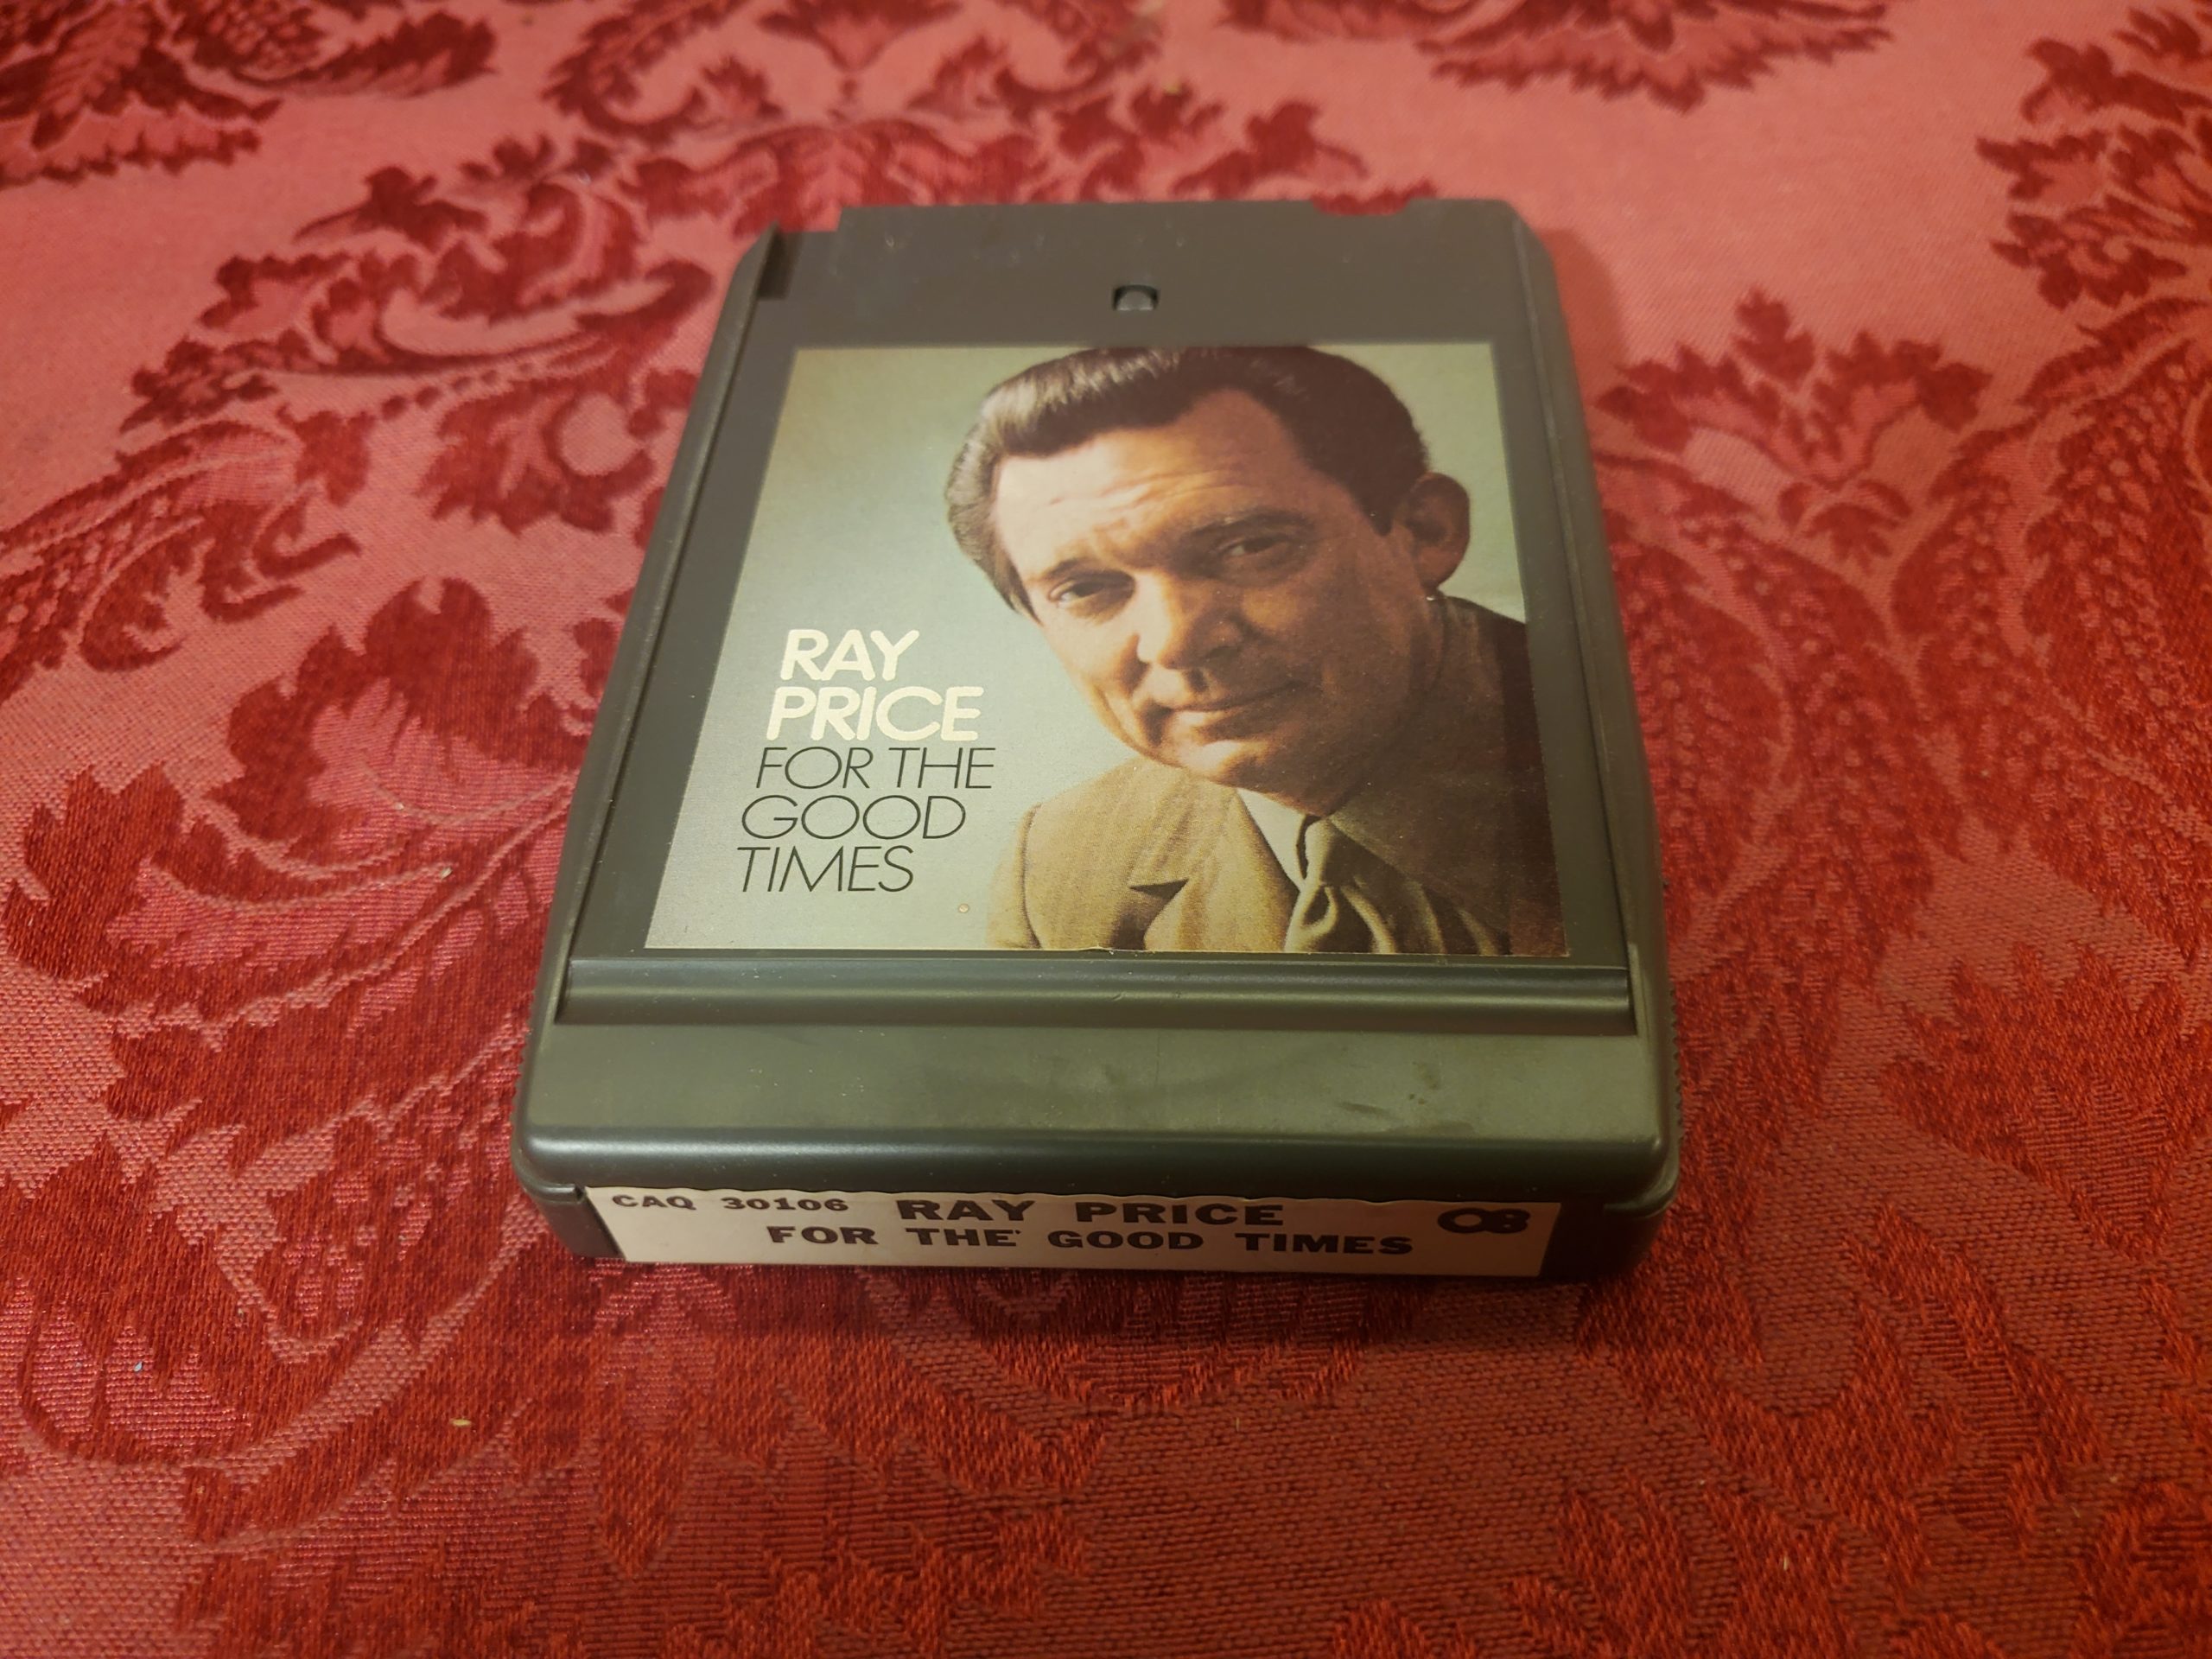 RAY
PRICE
FOR THE
GOOD
TIMES
CAQ 30106 RAY PRICE
FOR THE GOOD TIMES